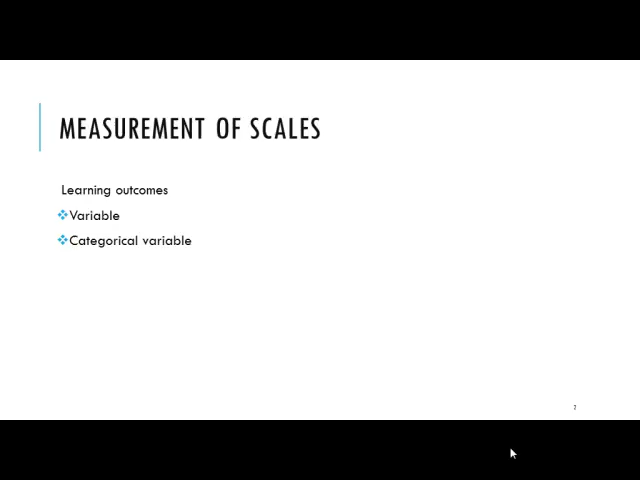 MEASUREMENT OF SCALES
Learning outcomes
Variable
Categorical variable